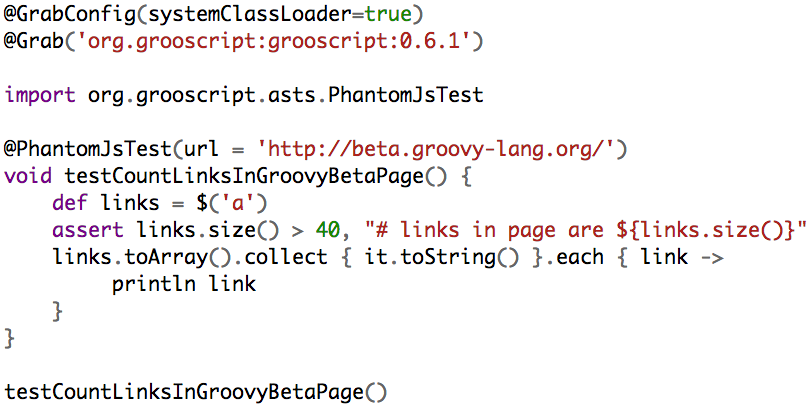 @GrabConfig(systemClassLoader=true)
@Grab('org.grooscript:grooscript:0.6.1')

import org.grooscript.asts.PhantomJsTest

@PhantomJsTest(url = 'http://beta.groovy-lang.org/')
void testCountLinksInGroovyBetaPage() {
    def links = $('a')
    assert links.size() > 40, "# links in page are ${links.size()}"
    links.toArray().collect { it.toString() }.each { link ->
         println link
    }
}

testCountLinksInGroovyBetaPage()